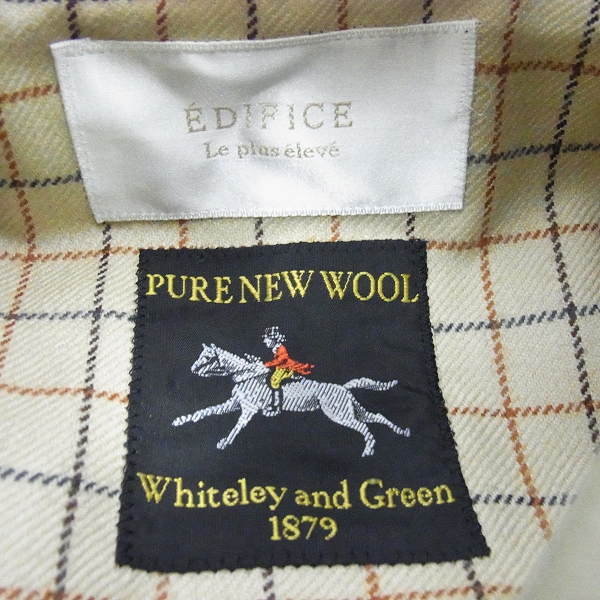 ÉDIFICE
Le plus élevé
PURE NEW WOOL
Whiteley and Green
1879